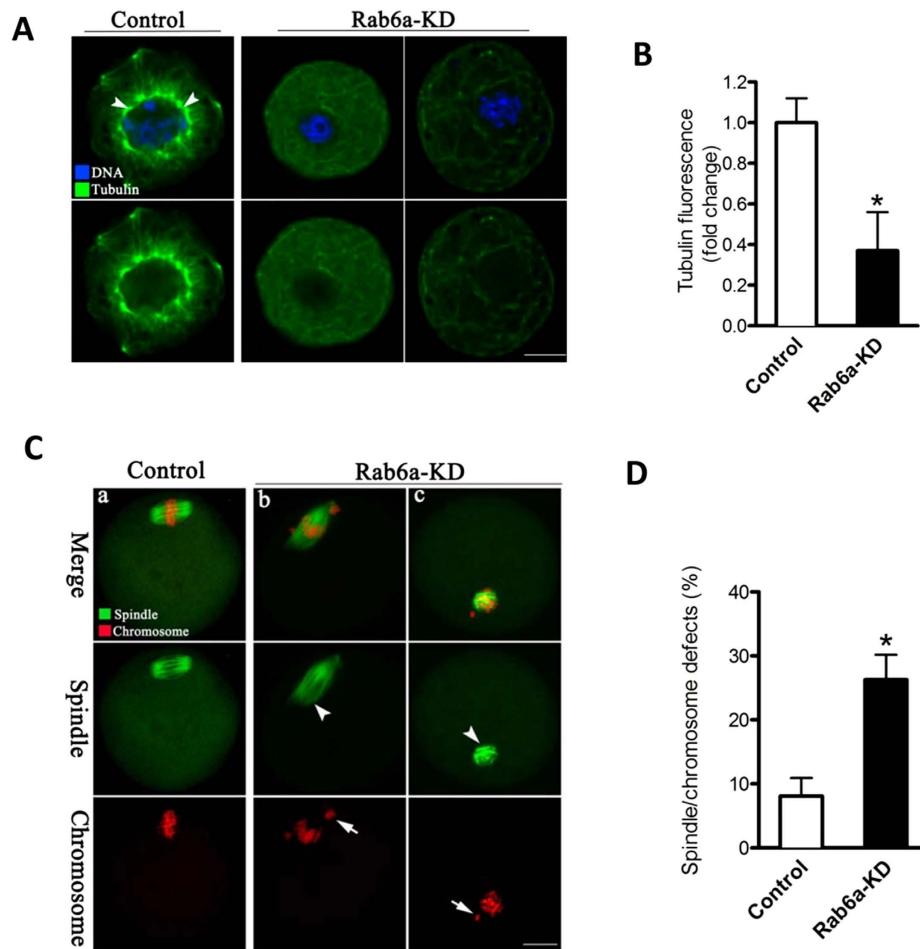 A
Control
Rab6a-KD
DNA
Tubulin
B
Tubulin fluorescence
(fold change)
1.2
1.0
0.8
0.6
0.4
0.2
0.0
*
Control
Rab6a-KD
C
Control
Rab6a-KD
a
b
c
Merge
Spindle
Chromosome
Spindle
Chromosome
D
Spindle/chromosome defects (%)
40
30
20
10
0
*
Control
Rab6a-KD